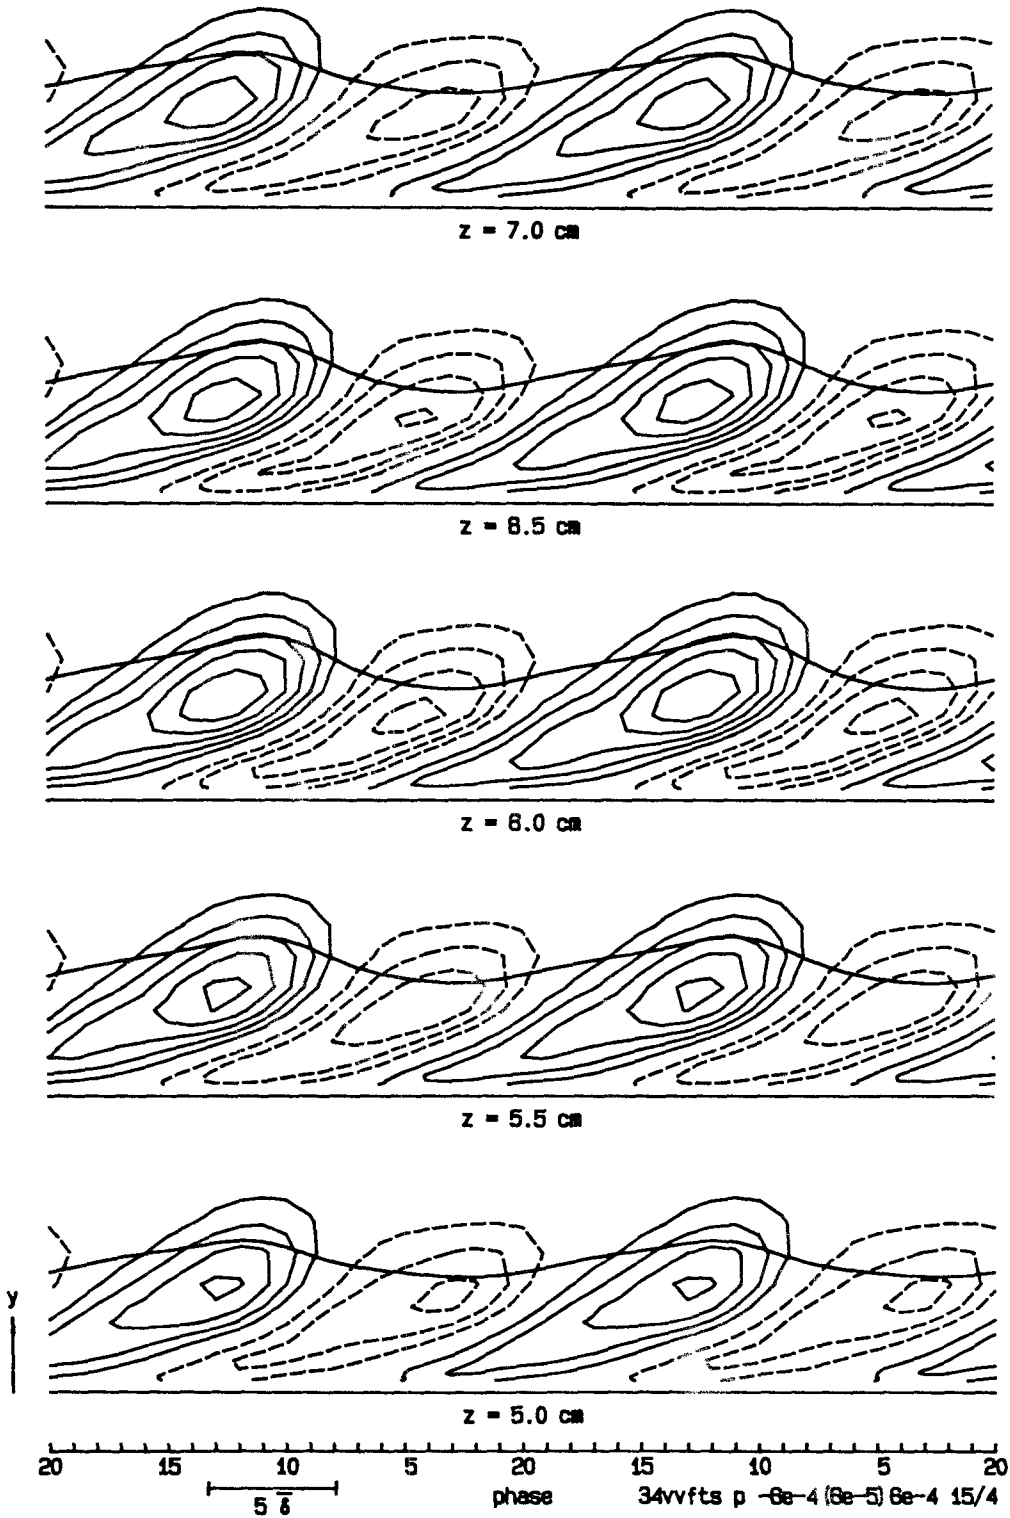 z = 7.0 cm
z = 6.5 cm
z = 6.0 cm
z = 5.5 cm
y
z = 5.0 cm
20 15 10 5 20 15 10 5 20
5 δ̅ phase 34vvfts p -6e-4 (6e-5) 6e-4 15/4